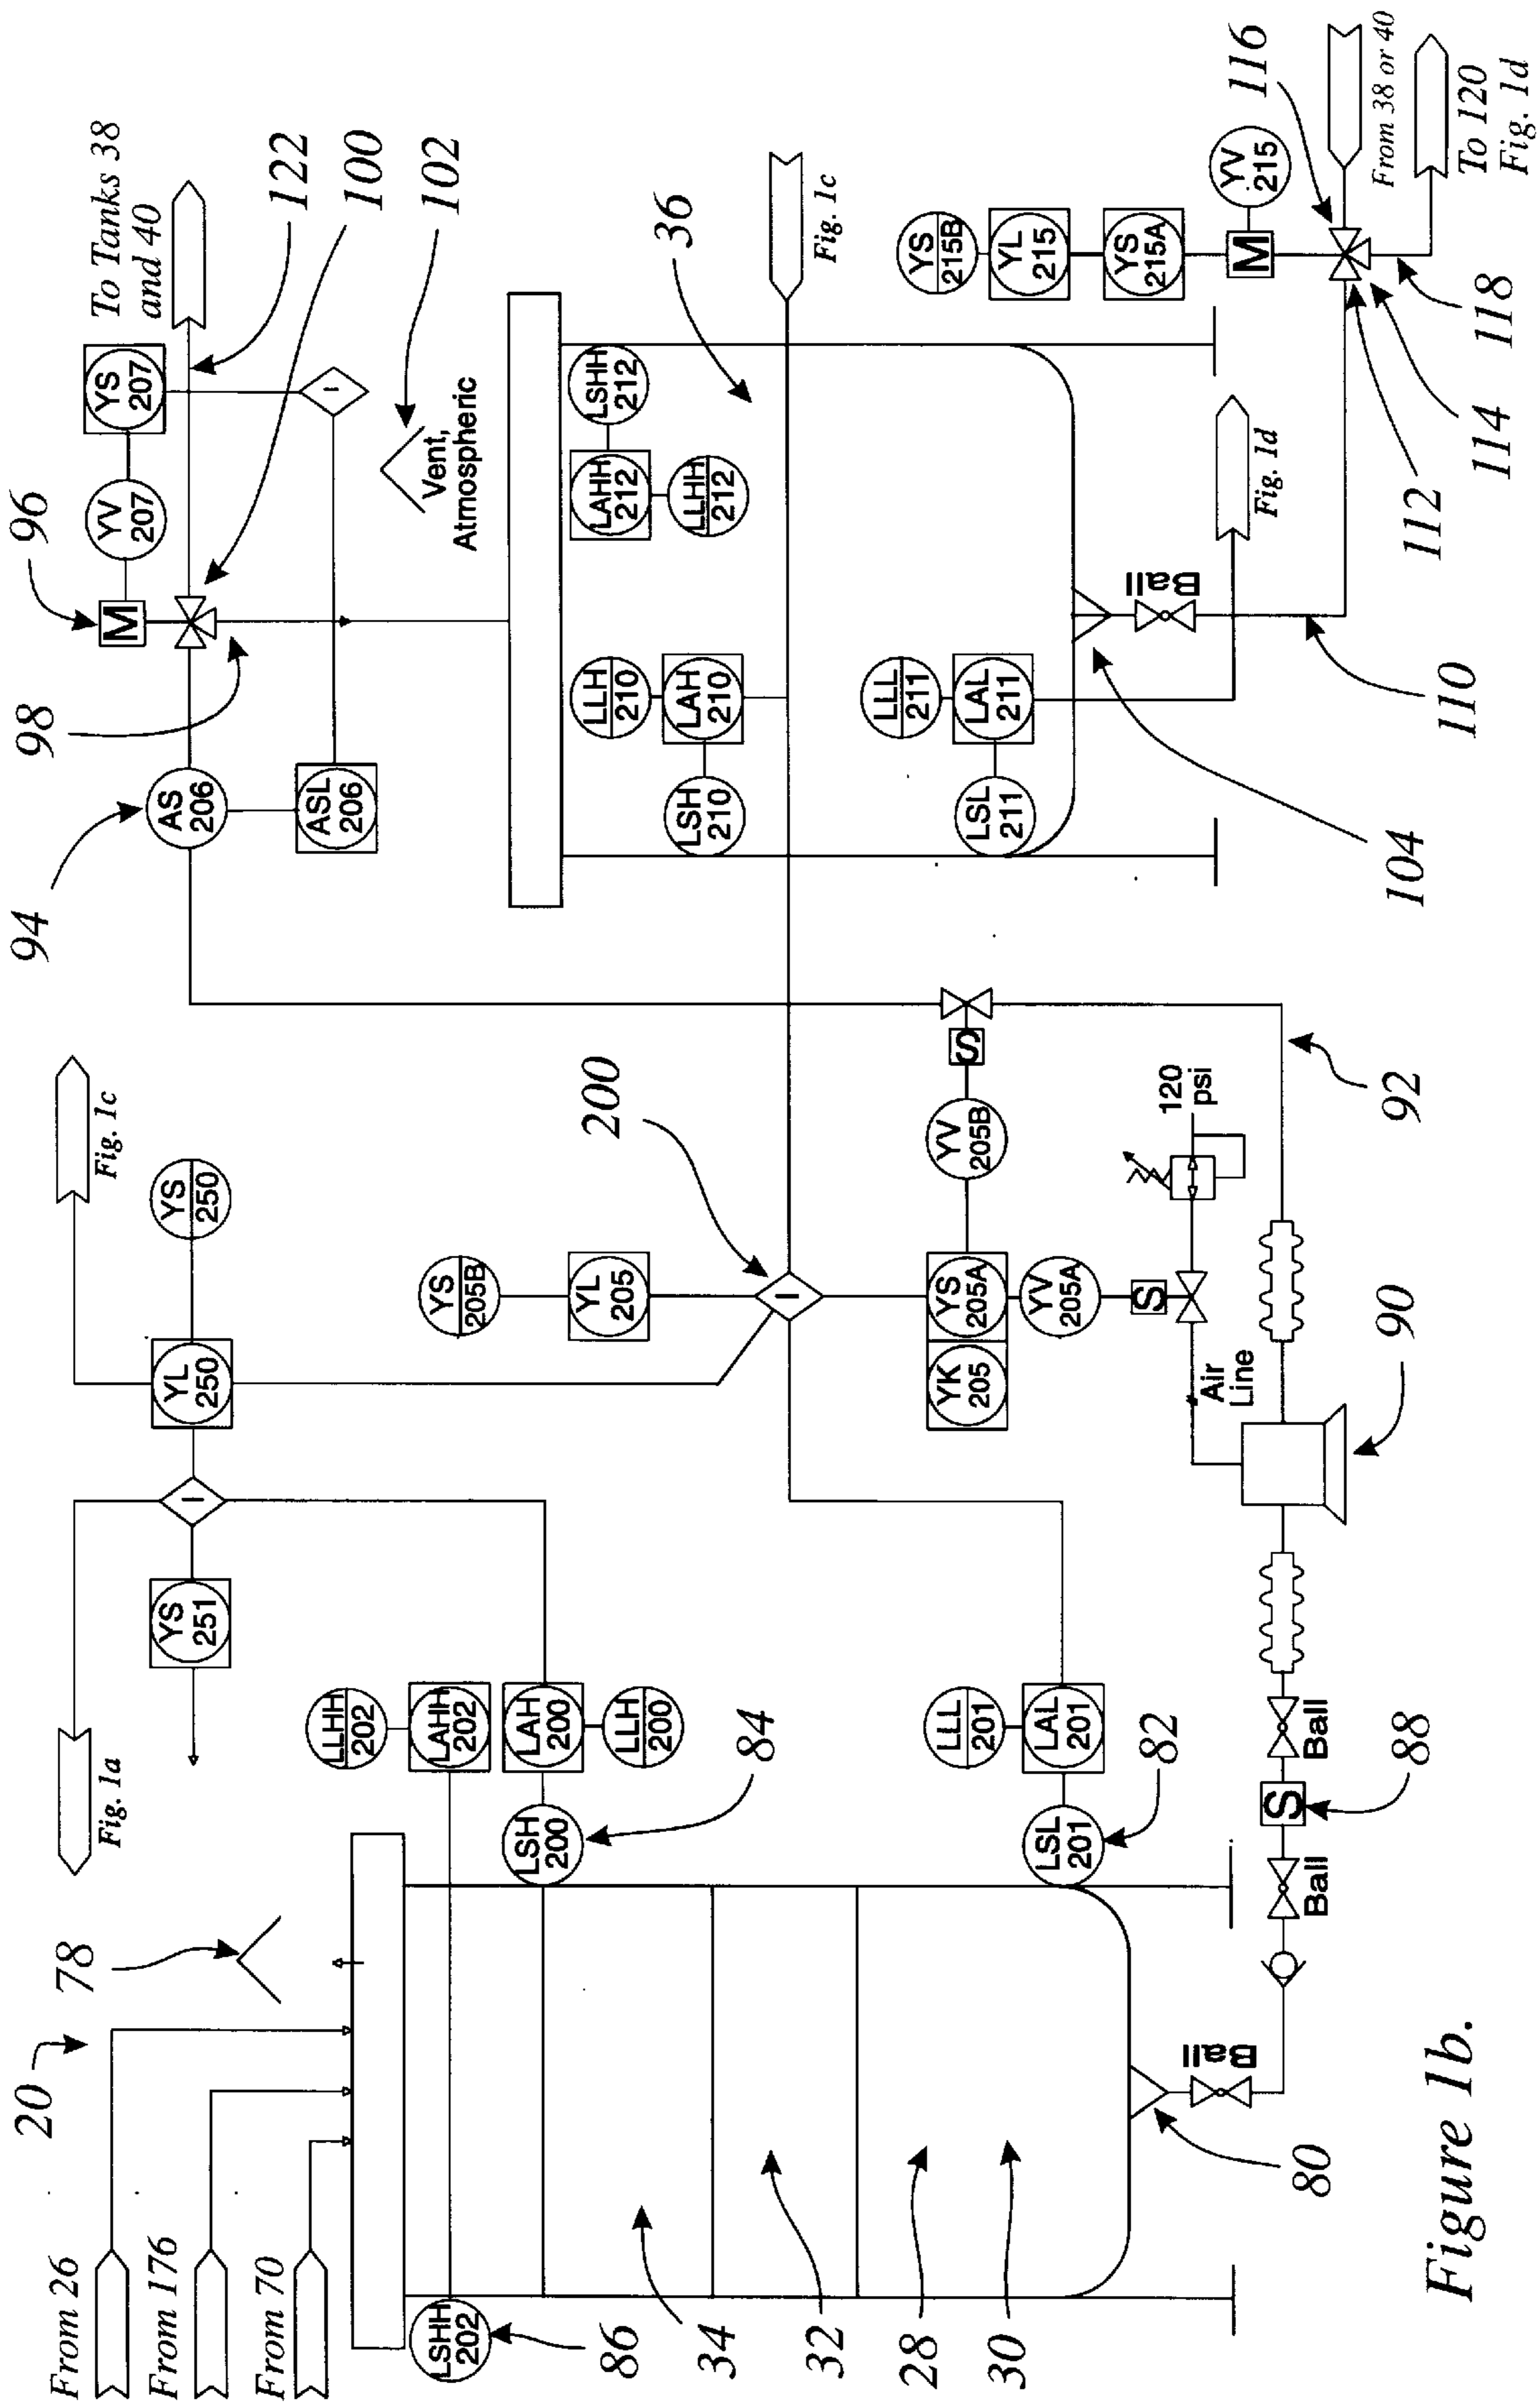 20
From 26
From 176
From 70
78
Fig. 1a
YS
251
I
YL
250
YS
250
Fig. 1c
LSHH
202
86
LLHH
202
LAHH
202
LAH
200
LLH
200
LSH
200
84
34
32
28
30
LLL
201
LAL
201
LSL
201
82
80
Ball
Ball
S
88
Ball
90
Air
Line
120
psi
S
YV
205A
YK
205
YS
205A
YV
205B
S
YL
205
YS
205B
I
200
92
94
AS
206
ASL
206
98
96
M
YV
207
YS
207
I
To Tanks 38
and 40
122
100
102
Vent,
Atmospheric
LSHH
212
LAHH
212
LLHH
212
36
Fig. 1c
LLH
210
LAH
210
LSH
210
LLL
211
LAL
211
LSL
211
104
Ball
110
Fig. 1d
YS
215B
YL
215
YS
215A
M
YV
215
116
112
114
118
From 38 or 40
To 120
Fig. 1d
Figure 1b.